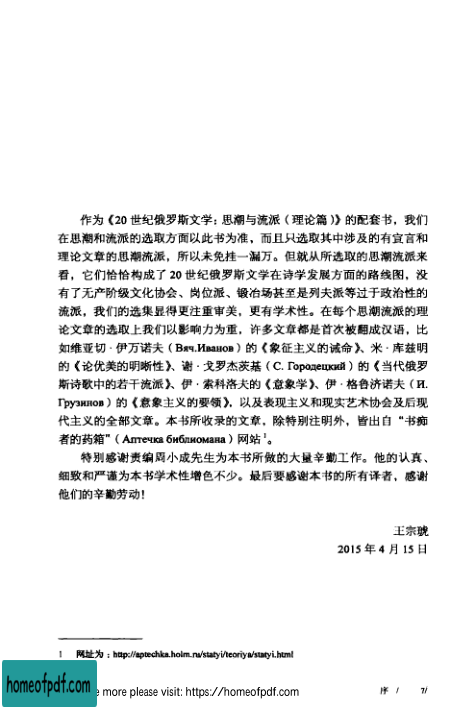 作为《20 世纪俄罗斯文学：思潮与流派（理论篇）》的配套书，我们
在思潮和流派的选取方面以此书为准，而且只选取其中涉及的有宣言和
理论文章的思潮流派，所以未免挂一漏万。但就从所选取的思潮流派来
看，它们恰恰构成了 20 世纪俄罗斯文学在诗学发展方面的路线图，没
有了无产阶级文化协会、岗位派、锻冶场甚至是列夫派等过于政治性的
流派，我们的选集显得更注重审美，更有学术性。在每个思潮流派的理
论文章的选取上我们以影响力为重，许多文章都是首次被翻成汉语，比
如维亚切·伊万诺夫（Вяч.Иванов）的《象征主义的诫命》、米·库兹明
的《论优美的明晰性》、谢·戈罗杰茨基（С. Городецкий）的《当代俄罗
斯诗歌中的若干流派》、伊·索科洛夫的《意象学》、伊·格鲁济诺夫（И.
Грузинов）的《意象主义的要领》，以及表现主义和现实艺术协会及后现
代主义的全部文章。本书所收录的文章，除特别注明外，皆出自“书痴
者的药箱”（Аптечка библиомана）网站 1。
特别感谢责编周小成先生为本书所做的大量辛勤工作。他的认真、
细致和严谨为本书学术性增色不少。最后要感谢本书的所有译者，感谢
他们的辛勤劳动！
王宗琥
2015 年 4 月 15 日
1 网址为：http://aptechka.holm.ru/statyi/teoriya/statyi.html
homeofpdf.com
e more please visit: https://homeofpdf.com
序 / 7/